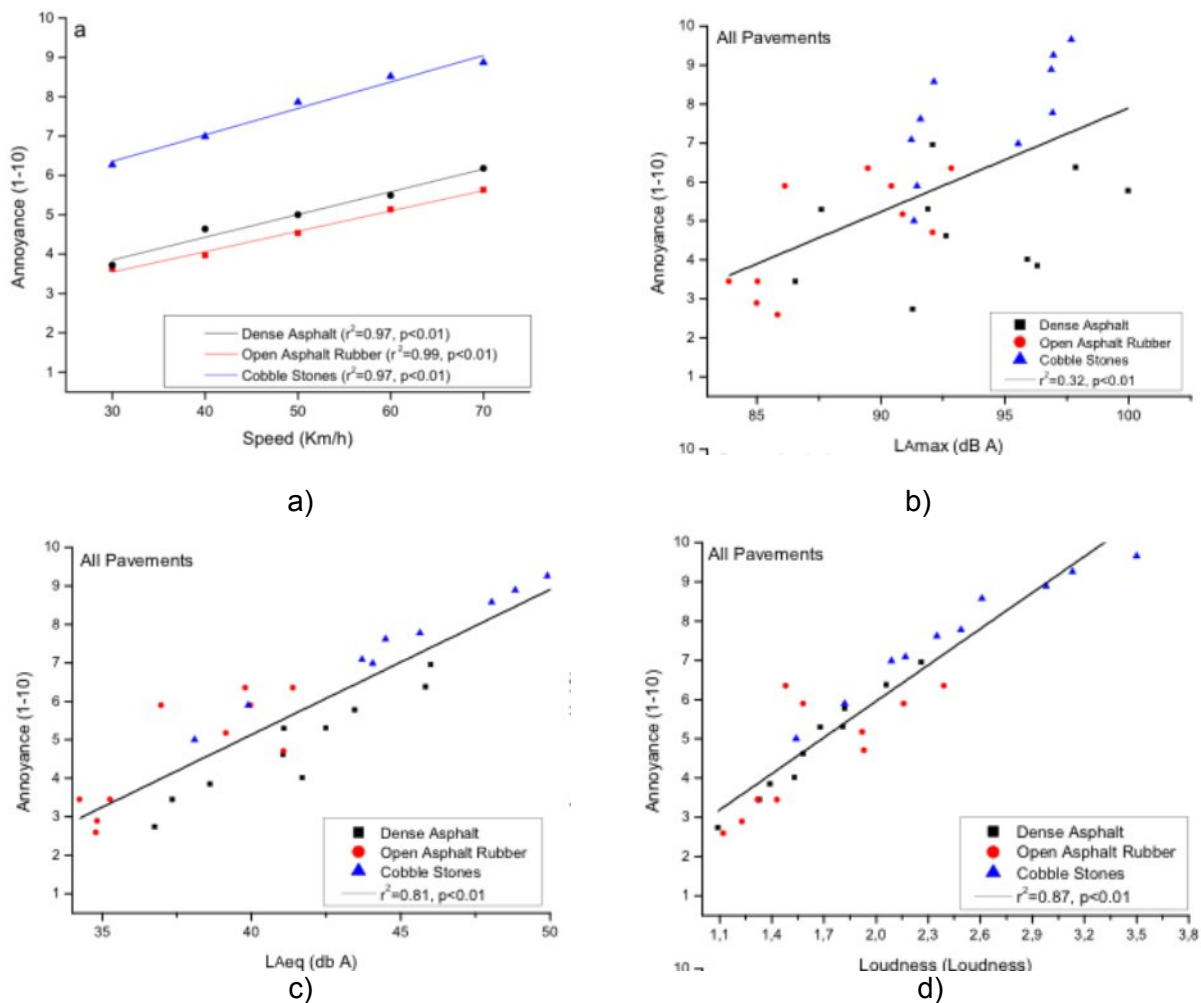 a
Annoyance (1-10)
10
9
8
7
6
5
4
3
2
1
Dense Asphalt (r²=0.97, p<0.01)
Open Asphalt Rubber ( r²=0.99, p<0.01)
Cobble Stones (r²=0.97, p<0.01)
30 40 50 60 70
Speed (Km/h)
a)
All Pavements
Annoyance (1-10)
10
9
8
7
6
5
4
3
2
1
Dense Asphalt
Open Asphalt Rubber
Cobble Stones
r²=0.32, p<0.01
85 90 95 100
LAmax (dB A)
10
b)
All Pavements
Annoyance (1-10)
10
9
8
7
6
5
4
3
2
1
Dense Asphalt
Open Asphalt Rubber
Cobble Stones
r²=0.81, p<0.01
35 40 45 50
LAeq (db A)
c)
All Pavements
Annoyance (1-10)
10
9
8
7
6
5
4
3
2
1
Dense Asphalt
Open Asphalt Rubber
Cobble Stones
r²=0.87, p<0.01
1,1 1,4 1,7 2,0 2,3 2,6 2,9 3,2 3,5 3,8
Loudness (Loudness)
10
d)